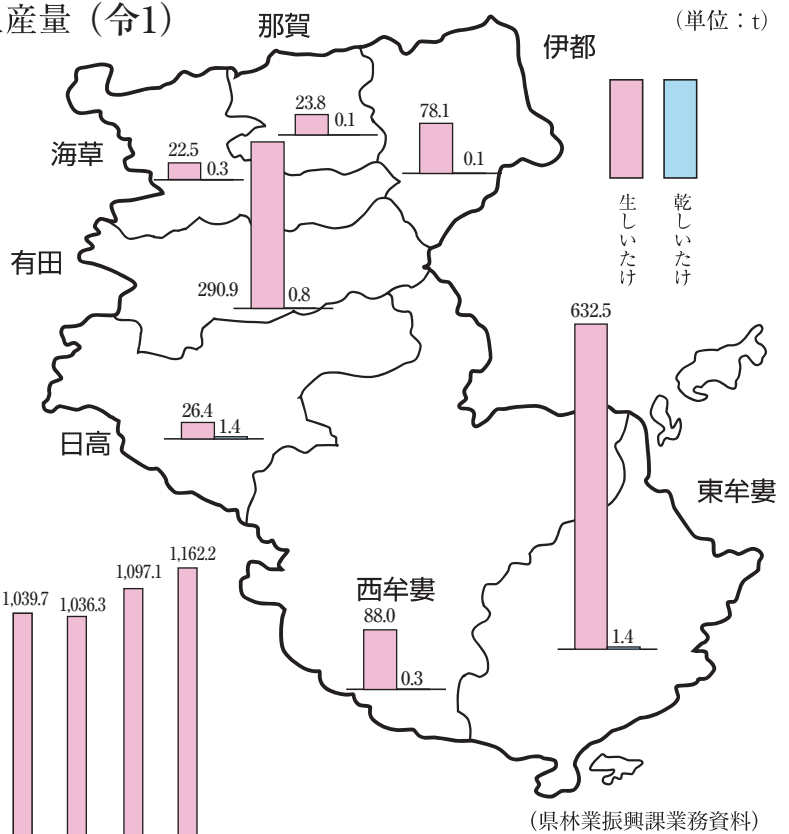 産量（令1）
（単位：t）
那賀
伊都
23.8
0.1
78.1
0.1
海草
22.5
0.3
生しいたけ
乾しいたけ
有田
290.9
0.8
632.5
26.4
1.4
日高
東牟婁
1,162.2
1,097.1
1,039.7
1,036.3
西牟婁
88.0
0.3
1.4
（県林業振興課業務資料）